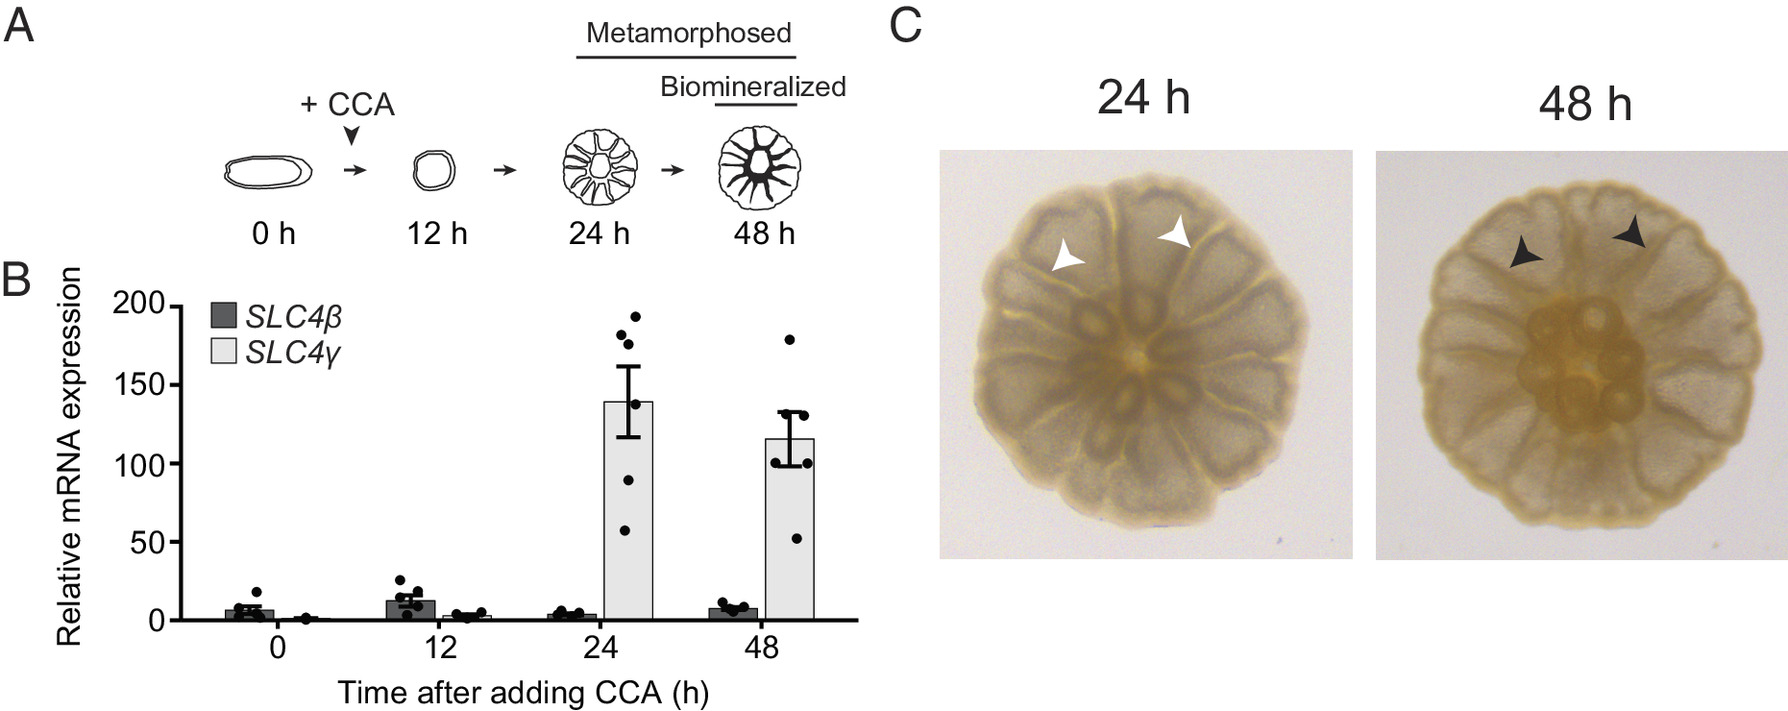 A
Metamorphosed
Biomineralized
+ CCA
0 h
12 h
24 h
48 h
B
Relative mRNA expression
200
150
100
50
0
SLC4β
SLC4γ
0
12
24
48
Time after adding CCA (h)
C
24 h
48 h